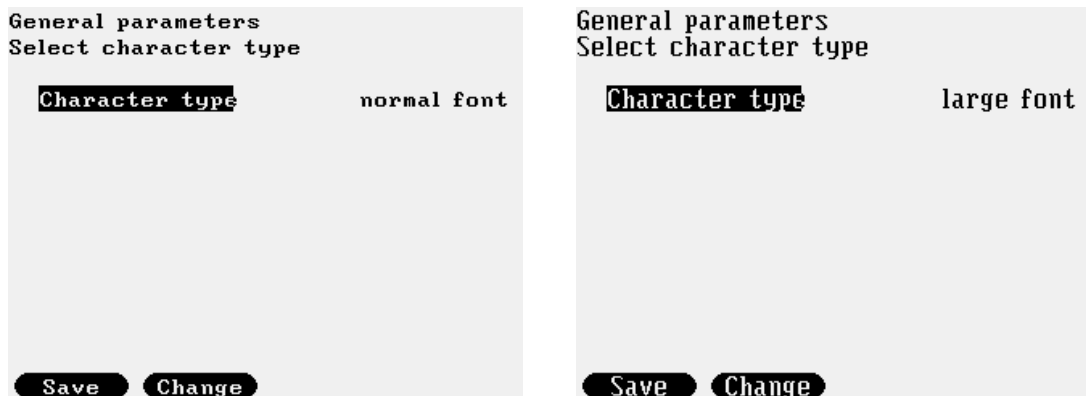 General parameters
Select character type
Character type normal font
Save Change
General parameters
Select character type
Character type large font
Save Change